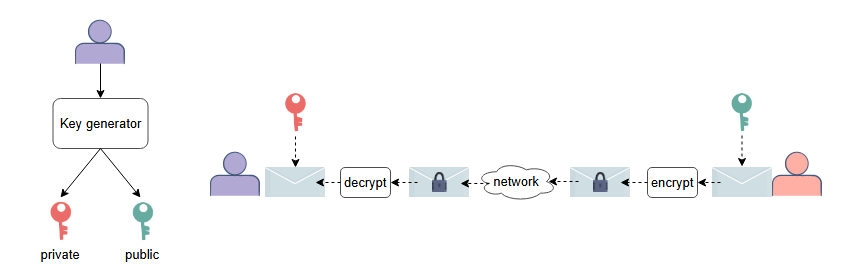 Key generator
private
public
decrypt
network
encrypt